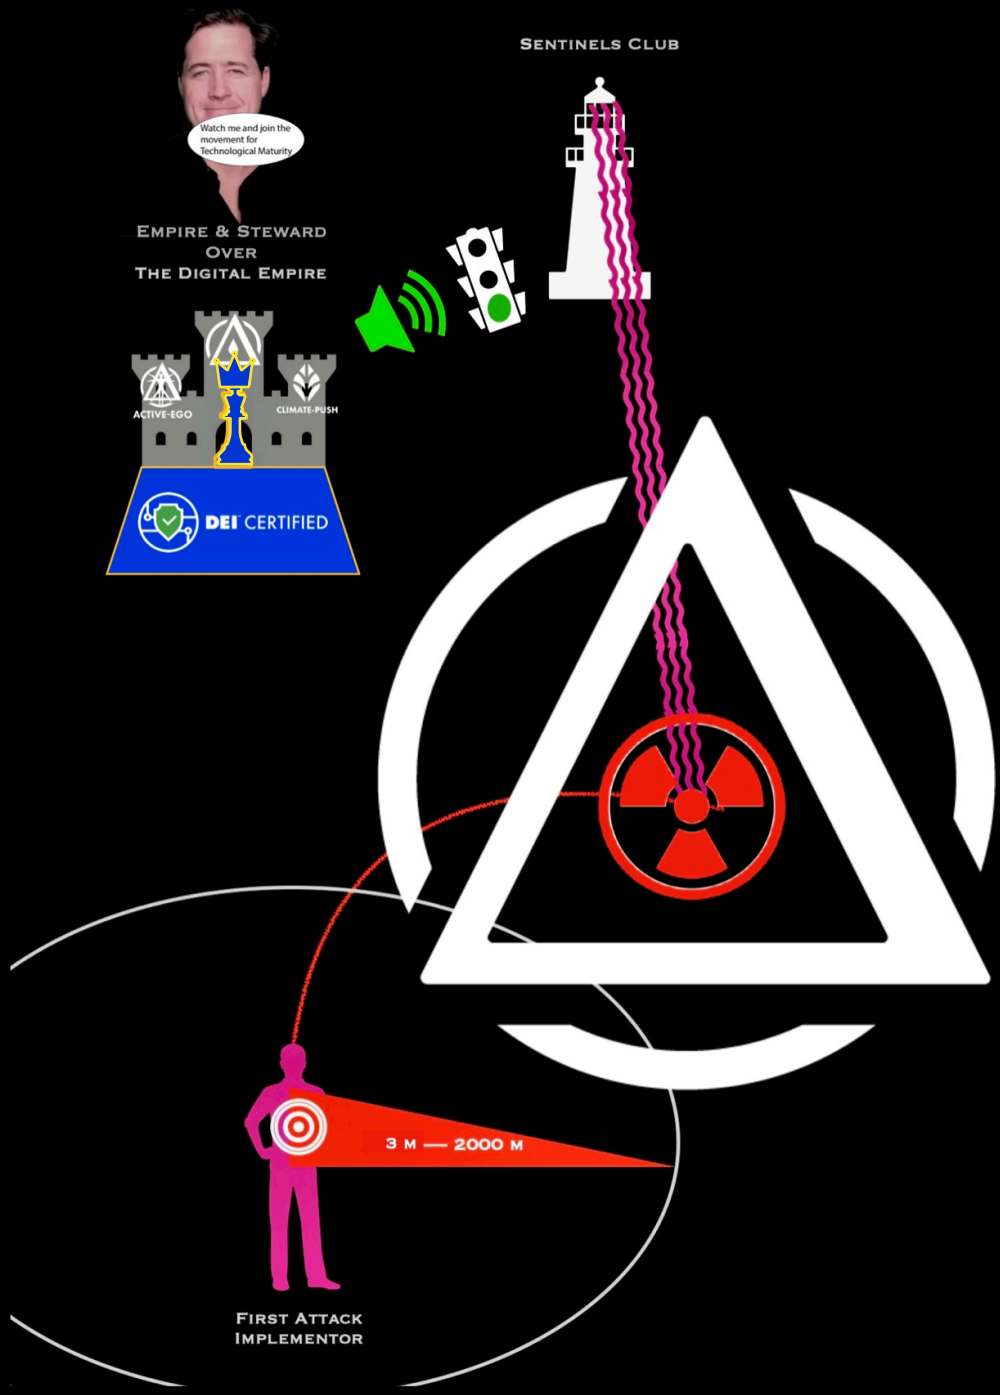 Sentinels Club
Watch me and join the
movement for
Technological Maturity
Empire & Steward
Over
The Digital Empire
ACTIVE-EGO
CLIMATE-PUSH
DEI CERTIFIED
3 M — 2000 M
First Attack
Implementor